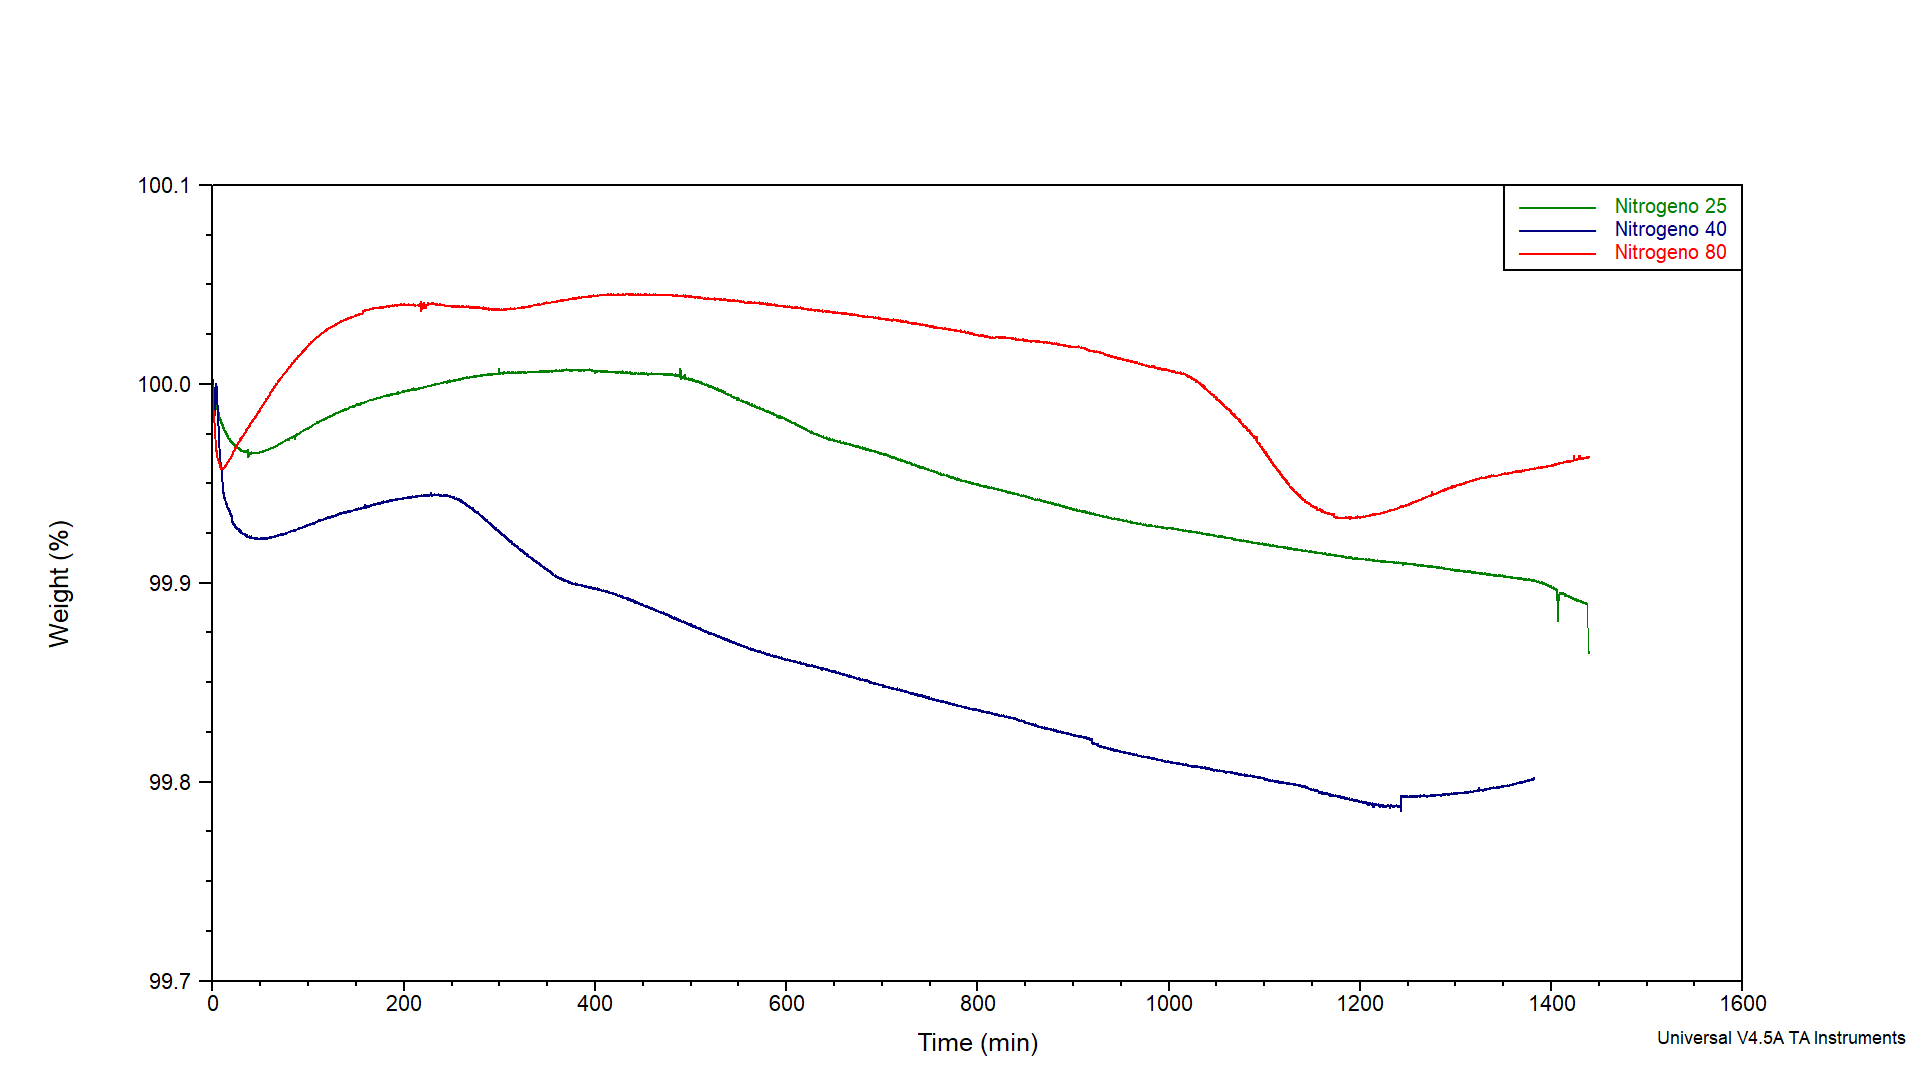 100.1
100.0
99.9
99.8
99.7
Weight (%)
Nitrogeno 25
Nitrogeno 40
Nitrogeno 80
0 200 400 600 800 1000 1200 1400 1600
Time (min)
Universal V4.5A TA Instruments